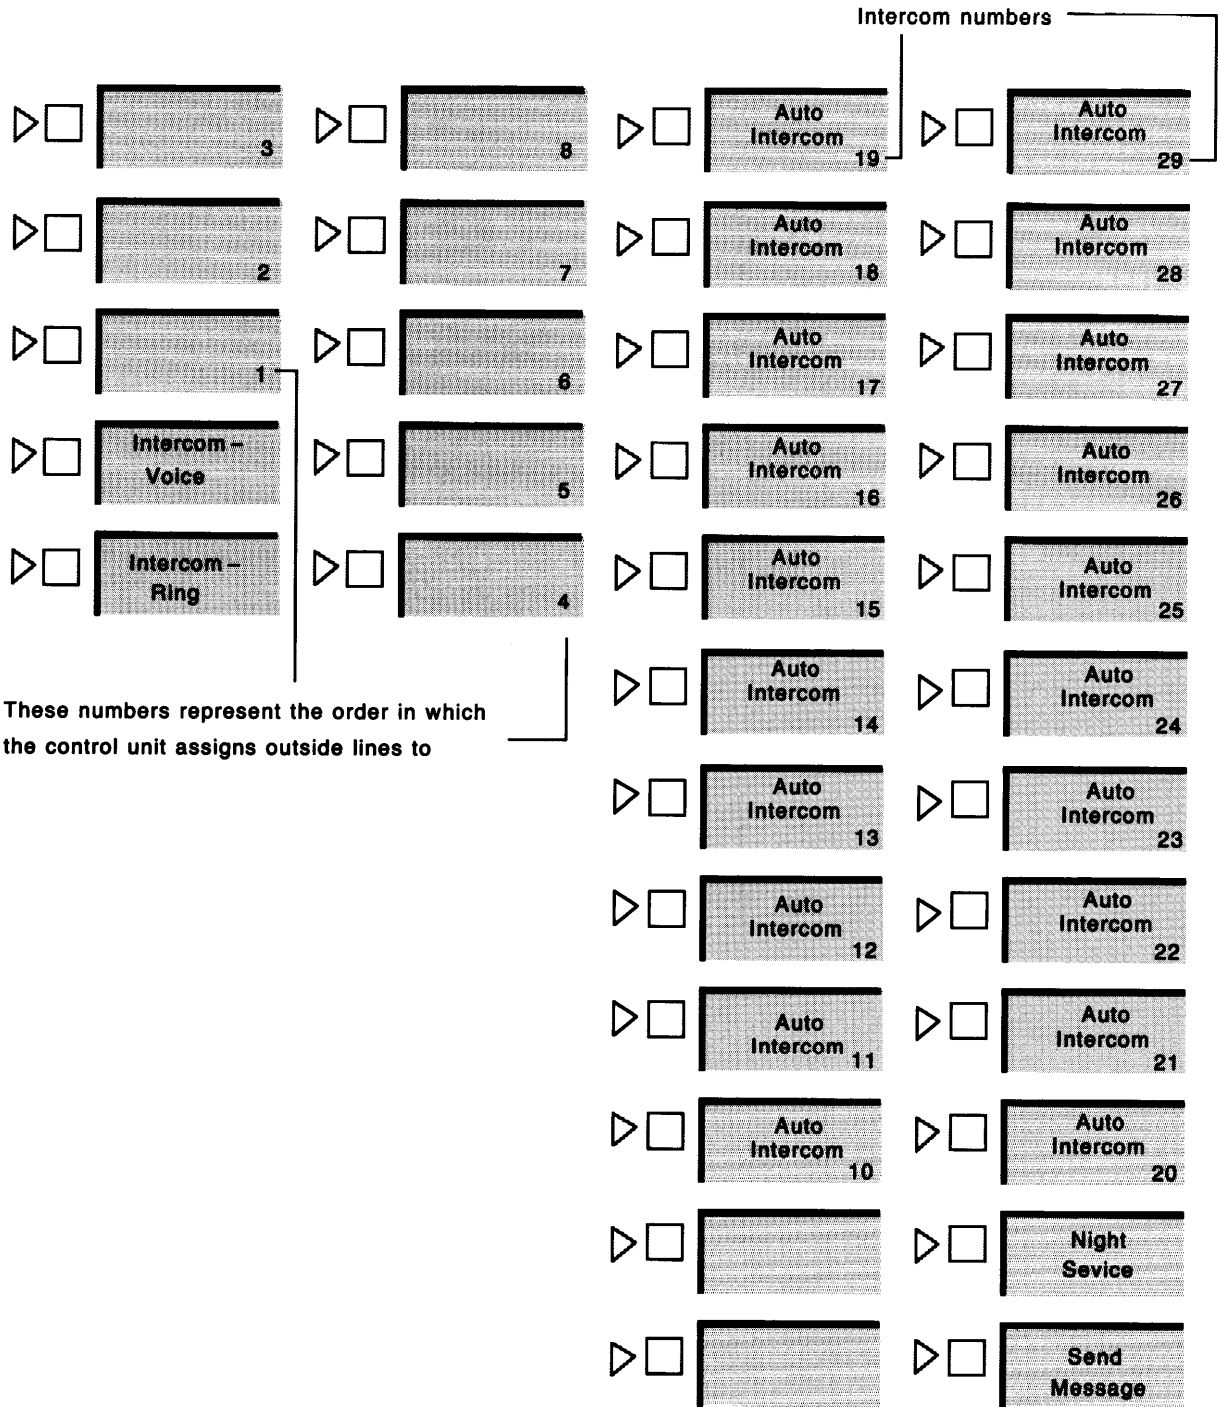 Intercom numbers
3
2
1
Intercom –
Voice
Intercom –
Ring
8
7
6
5
4
These numbers represent the order in which
the control unit assigns outside lines to
Auto
Intercom
19
Auto
Intercom
18
Auto
Intercom
17
Auto
Intercom
16
Auto
Intercom
15
Auto
Intercom
14
Auto
Intercom
13
Auto
Intercom
12
Auto
Intercom
11
Auto
Intercom
10
Auto
Intercom
29
Auto
Intercom
28
Auto
Intercom
27
Auto
Intercom
26
Auto
Intercom
25
Auto
Intercom
24
Auto
Intercom
23
Auto
Intercom
22
Auto
Intercom
21
Auto
Intercom
20
Night
Sevice
Send
Message